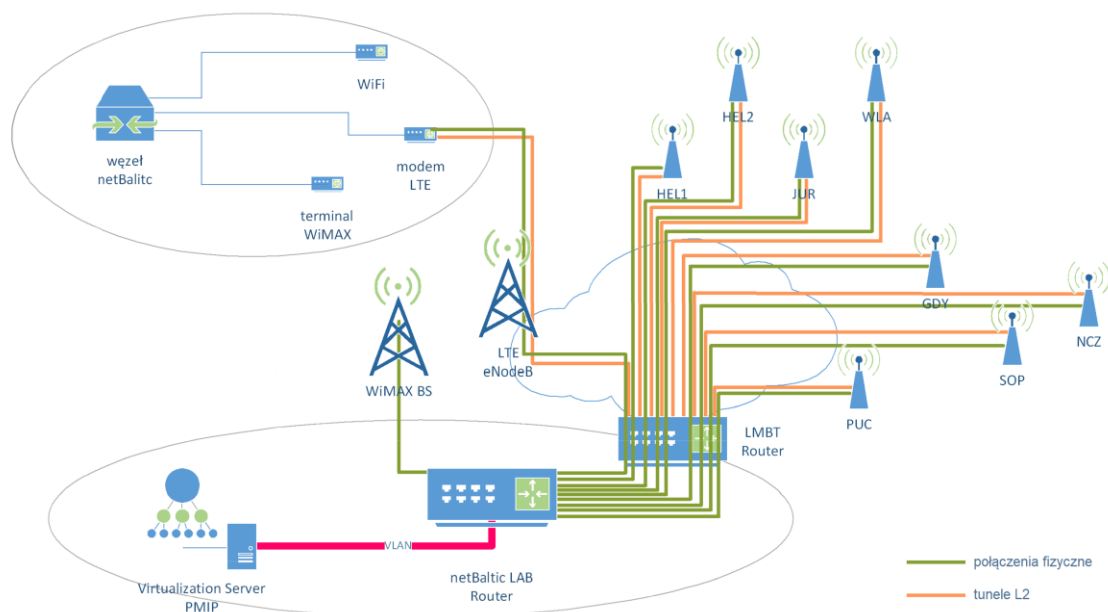 WiFi
węzeł
netBalitc
modem
LTE
terminal
WiMAX
HEL2
WLA
HEL1
JUR
GDY
NCZ
SOP
PUC
LTE
eNodeB
WiMAX BS
LMBT
Router
VLAN
Virtualization Server
PMIP
netBaltic LAB
Router
połączenia fizyczne
tunele L2